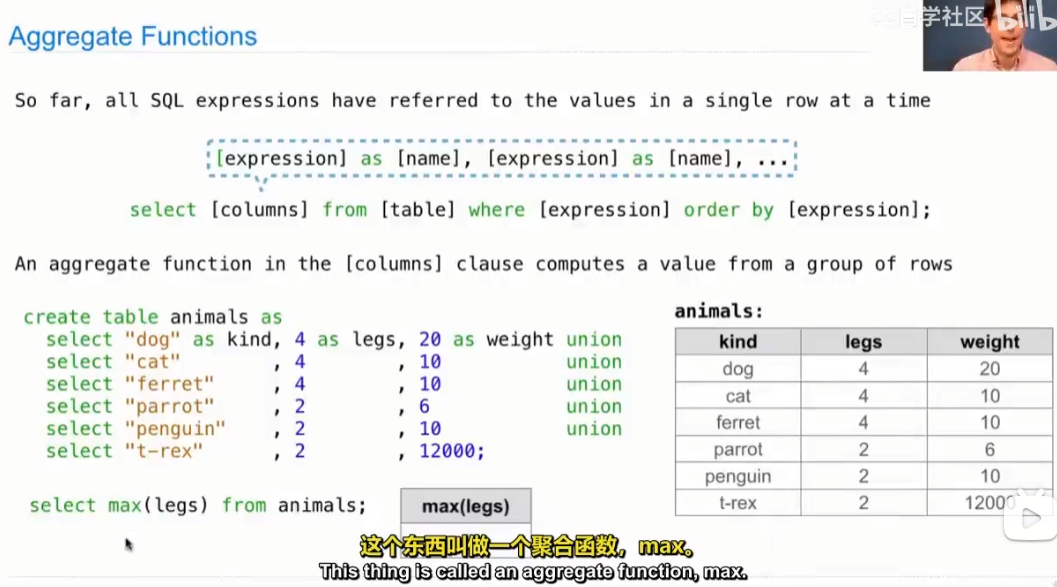 Aggregate Functions
自学社区 bilib
So far, all SQL expressions have referred to the values in a single row at a time
[expression] as [name], [expression] as [name], ...
select [columns] from [table] where [expression] order by [expression];
An aggregate function in the [columns] clause computes a value from a group of rows
create table animals as
select "dog" as kind, 4 as legs, 20 as weight union
select "cat" , 4 , 10 union
select "ferret" , 4 , 10 union
select "parrot" , 2 , 6 union
select "penguin" , 2 , 10 union
select "t-rex" , 2 , 12000;
animals:
kind legs weight
dog 4 20
cat 4 10
ferret 4 10
parrot 2 6
penguin 2 10
t-rex 2 12000
select max(legs) from animals;
max(legs)
这个东西叫做一个聚合函数，max。
This thing is called an aggregate function, max.